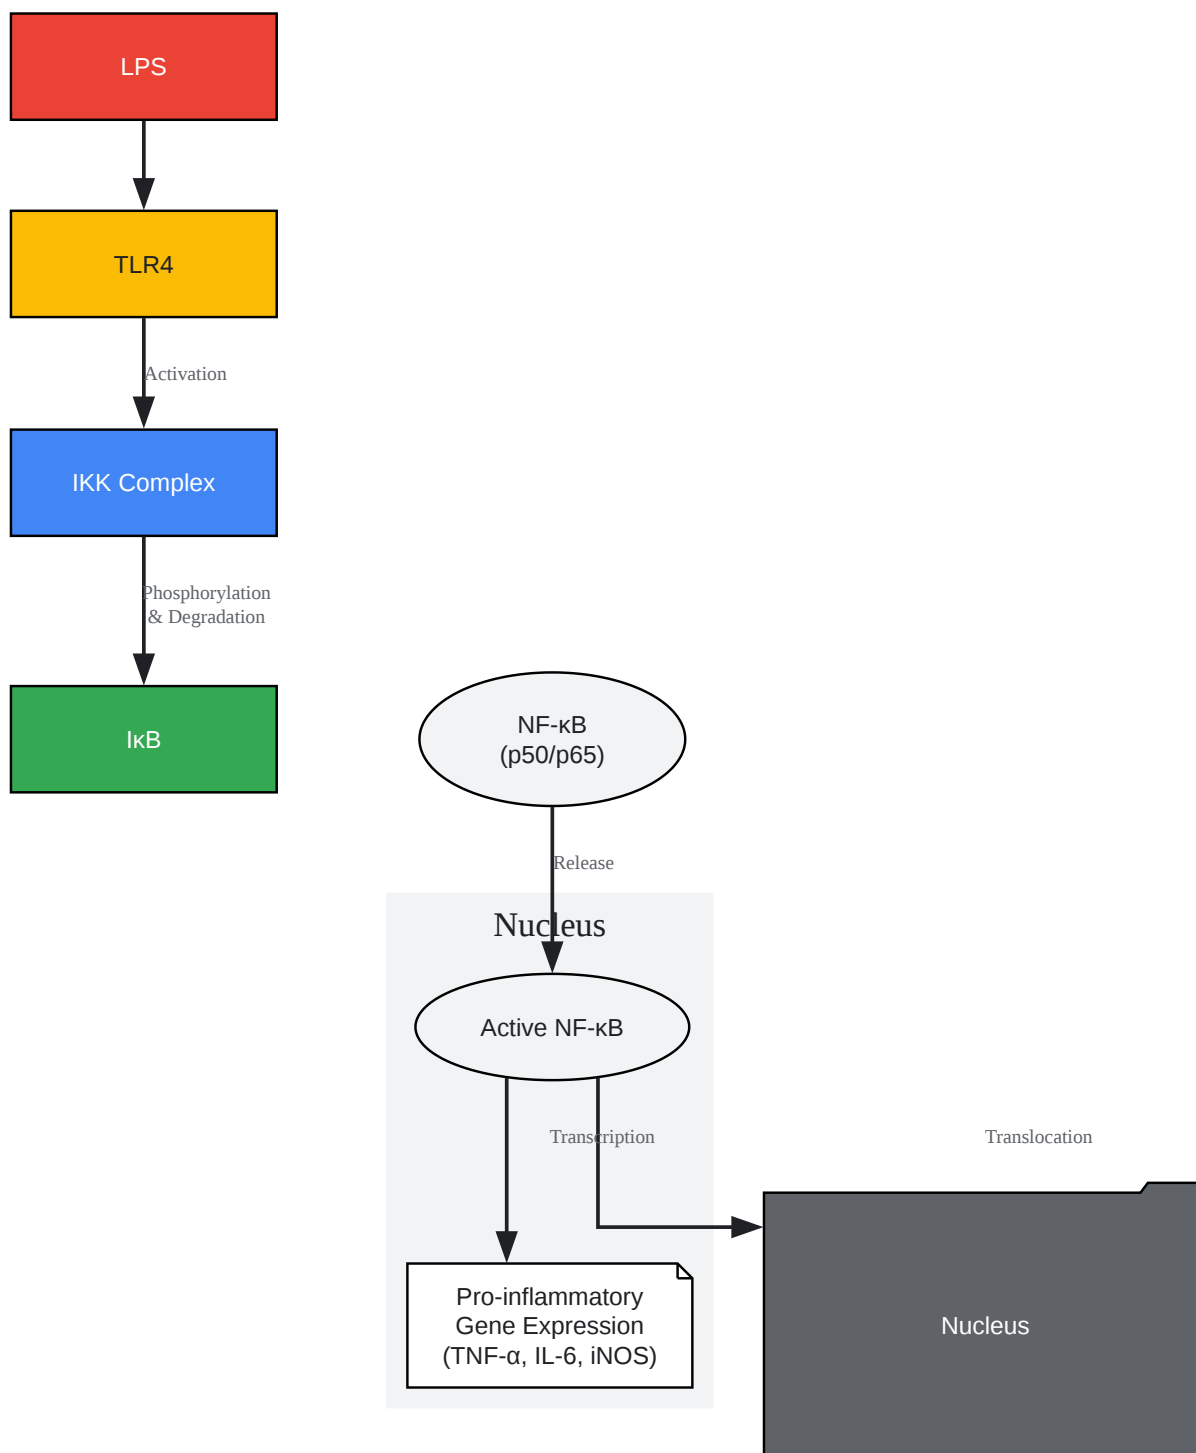 LPS
TLR4
Activation
IKK Complex
Phosphorylation
& Degradation
IκB
NF-κB
(p50/p65)
Release
Nucleus
Active NF-κB
Transcription
Translocation
Pro-inflammatory
Gene Expression
(TNF-α, IL-6, iNOS)
Nucleus